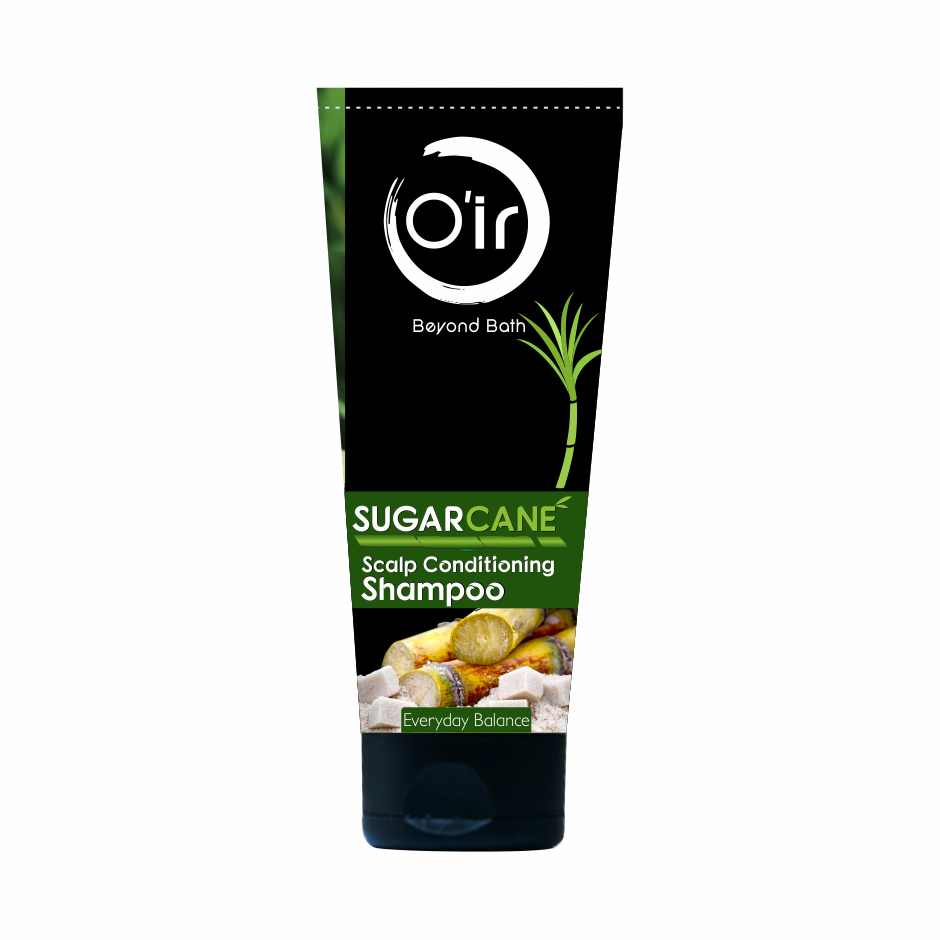 O'ir
Beyond Bath
SUGARCANE
Scalp Conditioning
Shampoo
Everyday Balance